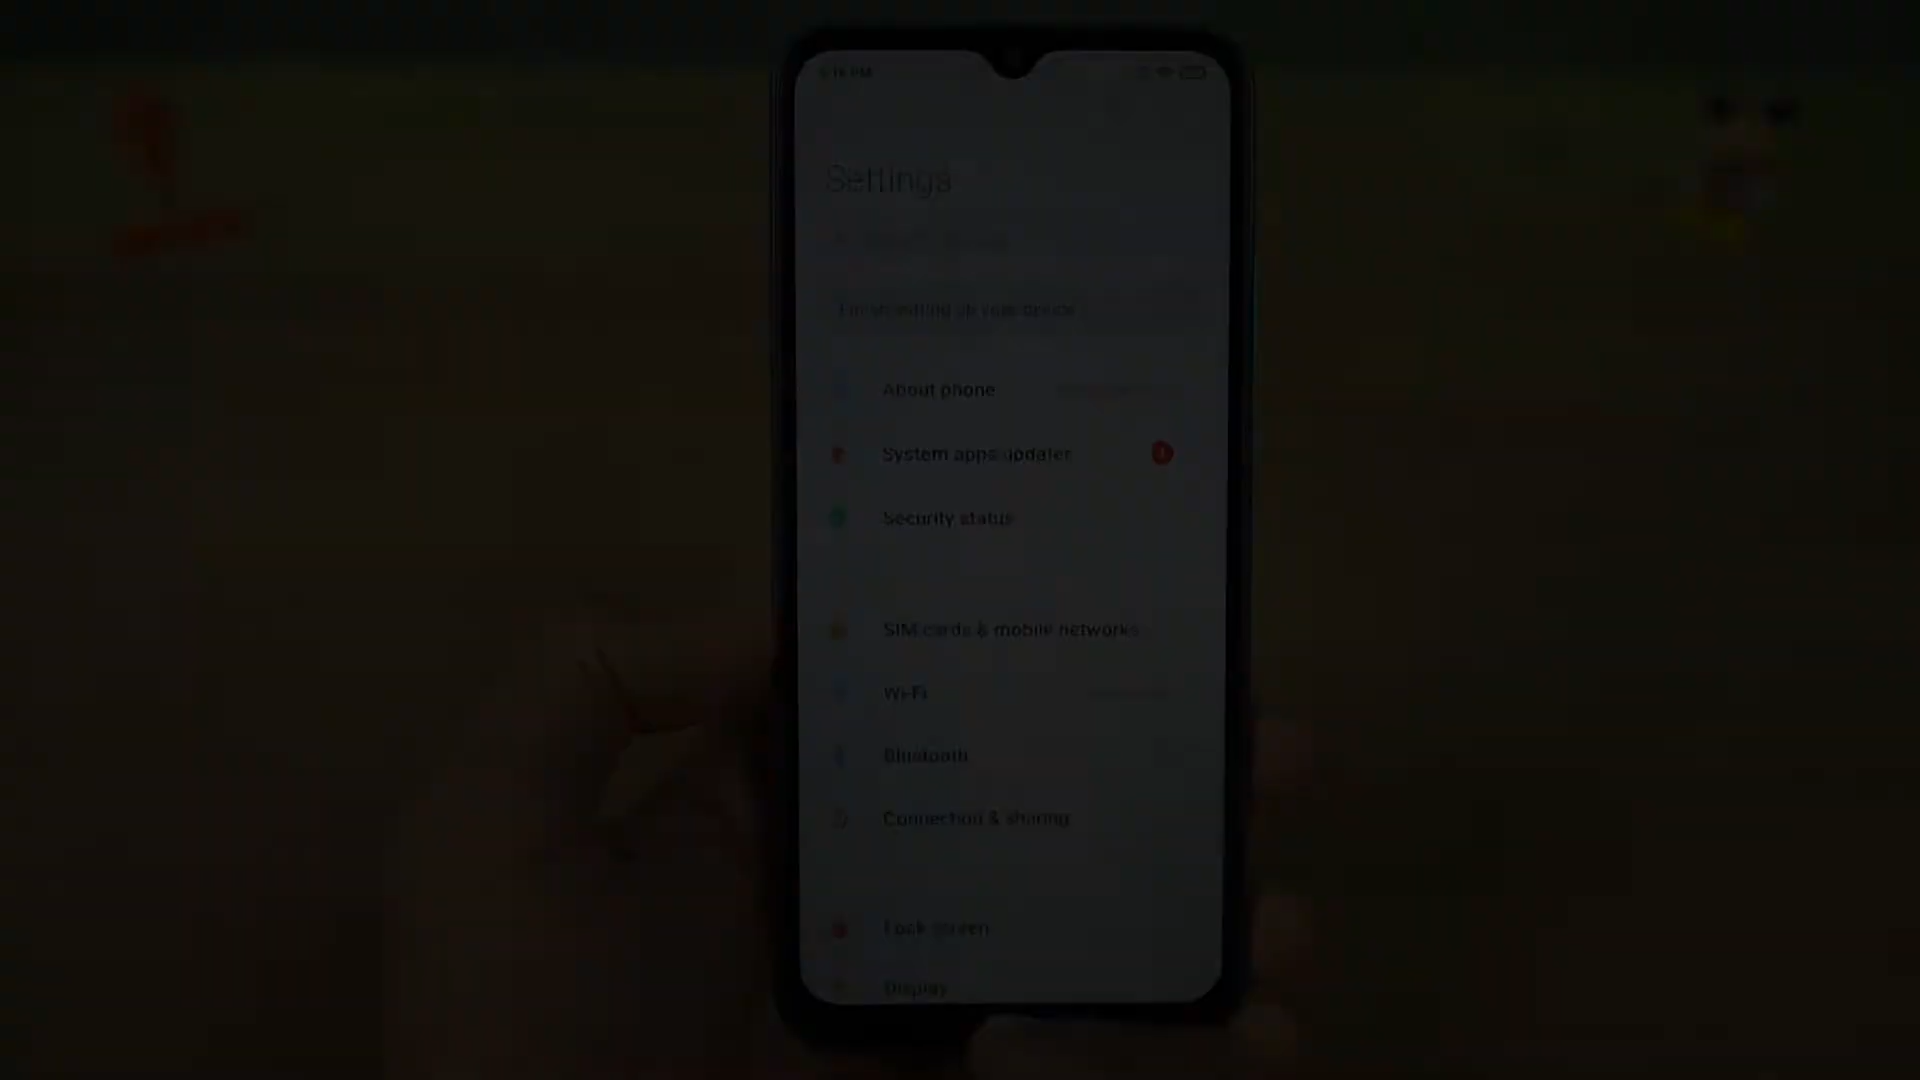 Settings
About phone
System apps updater
Security status
SIM cards & mobile networks
Wi-Fi
Bluetooth
Connection & sharing
Lock screen
Display